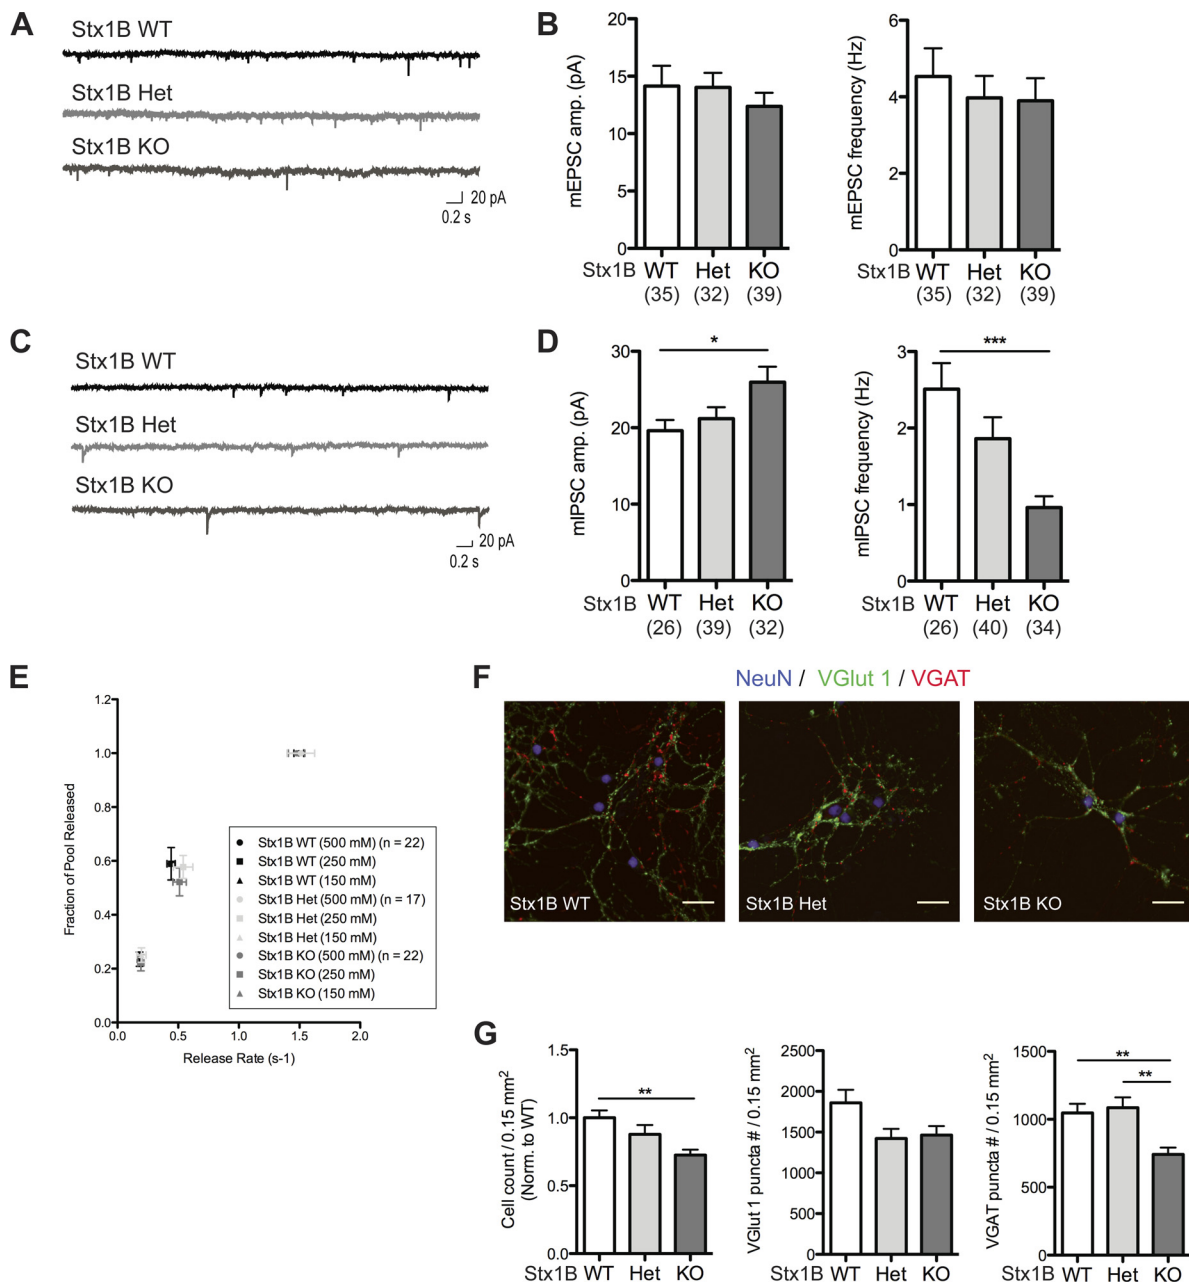 A
Stx1B WT
Stx1B Het
Stx1B KO
20 pA
0.2 s
B
mEPSC amp. (pA)
20
15
10
5
0
Stx1B WT Het KO
(35) (32) (39)
mEPSC frequency (Hz)
6
4
2
0
Stx1B WT Het KO
(35) (32) (39)
C
Stx1B WT
Stx1B Het
Stx1B KO
20 pA
0.2 s
D
mIPSC amp. (pA)
30
20
10
0
*
Stx1B WT Het KO
(26) (39) (32)
mIPSC frequency (Hz)
3
2
1
0
***
Stx1B WT Het KO
(26) (40) (34)
E
Fraction of Pool Released
1.2
1.0
0.8
0.6
0.4
0.2
0.0
0.0 0.5 1.0 1.5 2.0
Release Rate (s-1)
Stx1B WT (500 mM) (n = 22)
Stx1B WT (250 mM)
Stx1B WT (150 mM)
Stx1B Het (500 mM) (n = 17)
Stx1B Het (250 mM)
Stx1B Het (150 mM)
Stx1B KO (500 mM) (n = 22)
Stx1B KO (250 mM)
Stx1B KO (150 mM)
F
NeuN / VGlut 1 / VGAT
Stx1B WT
Stx1B Het
Stx1B KO
G
Cell count / 0.15 mm²
(Norm. to WT)
1.5
1.0
0.5
0.0
**
Stx1B WT Het KO
VGlut 1 puncta # / 0.15 mm²
2500
2000
1500
1000
500
0
Stx1B WT Het KO
VGAT puncta # / 0.15 mm²
1500
1000
500
0
**
**
Stx1B WT Het KO